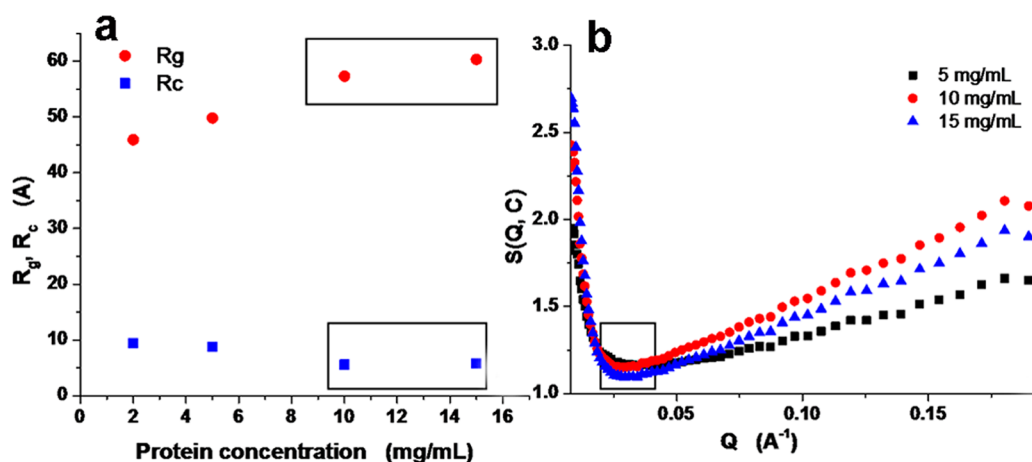 a
Rg
Rc
60
50
40
30
20
10
0
0 2 4 6 8 10 12 14 16
Protein concentration (mg/mL)
Rg, Rc (A)
b
5 mg/mL
10 mg/mL
15 mg/mL
3.0
2.5
2.0
1.5
1.0
0.05 0.10 0.15
Q (A-1)
S(Q, C)